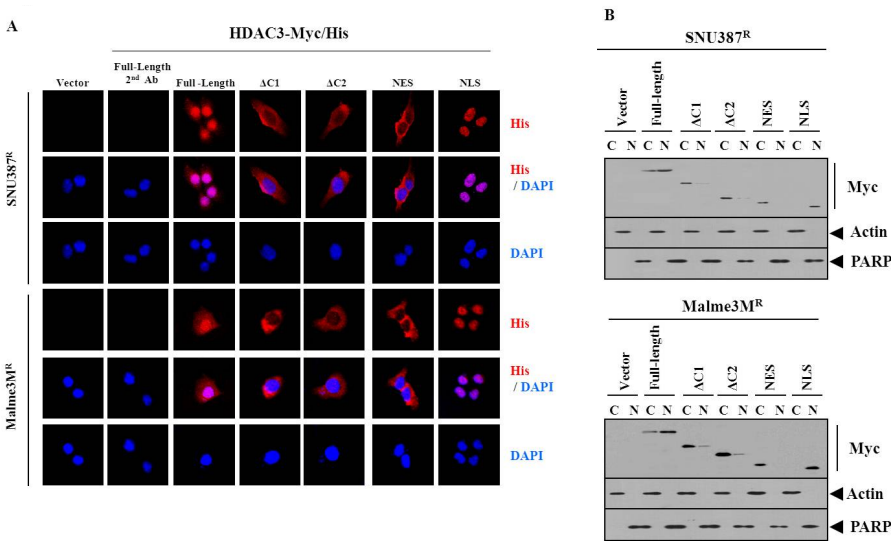 A
HDAC3-Myc/His
Vector
Full-Length
2nd Ab
Full -Length
ΔC1
ΔC2
NES
NLS
SNU387R
His
His
/ DAPI
DAPI
Malme3MR
His
His
/ DAPI
DAPI
B
SNU387R
Vector
Full-length
ΔC1
ΔC2
NES
NLS
C N C N C N C N C N C N
Myc
Actin
PARP
Malme3MR
Vector
Full-length
ΔC1
ΔC2
NES
NLS
C N C N C N C N C N C N
Myc
Actin
PARP